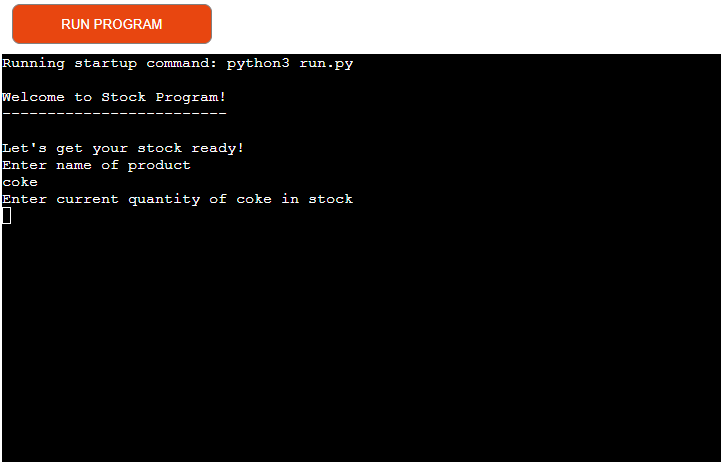 RUN PROGRAM
Running startup command: python3 run.py
Welcome to Stock Program!
-------------------------
Let's get your stock ready!
Enter name of product
coke
Enter current quantity of coke in stock